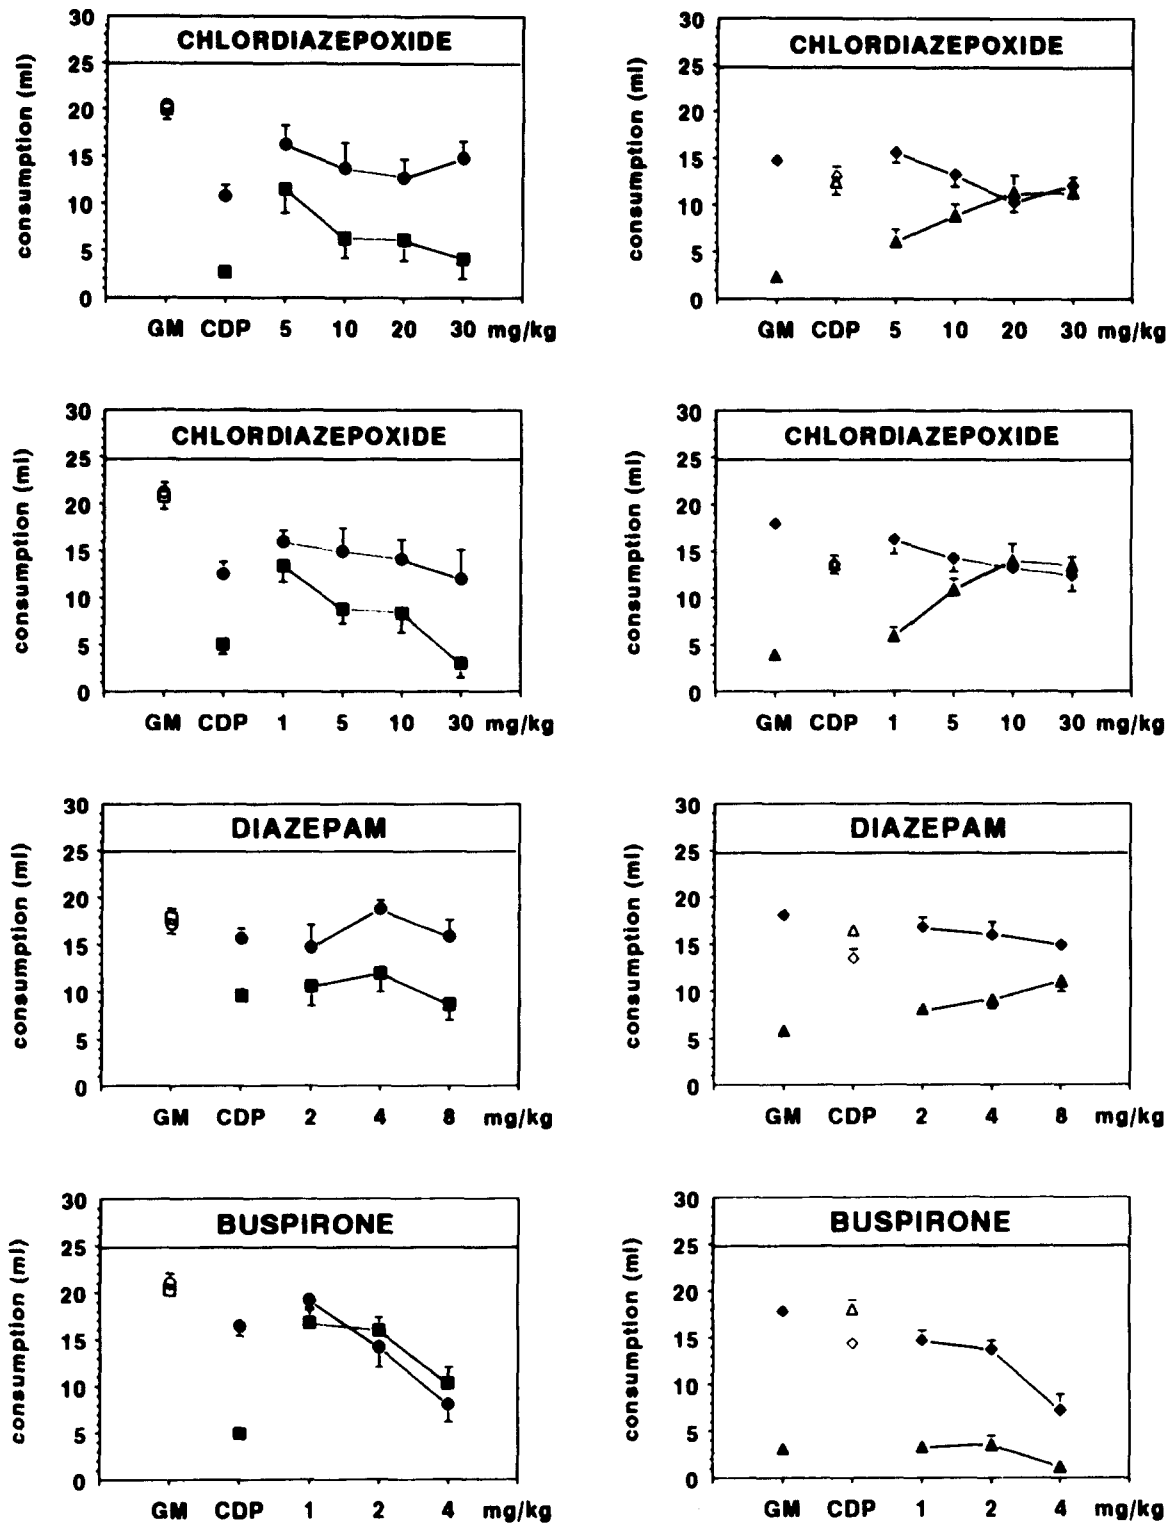 CHLORDIAZEPOXIDE
consumption (ml)
30
25
20
15
10
5
0
GM CDP 5 10 20 30 mg/kg
CHLORDIAZEPOXIDE
consumption (ml)
30
25
20
15
10
5
0
GM CDP 5 10 20 30 mg/kg
CHLORDIAZEPOXIDE
consumption (ml)
30
25
20
15
10
5
0
GM CDP 1 5 10 30 mg/kg
CHLORDIAZEPOXIDE
consumption (ml)
30
25
20
15
10
5
0
GM CDP 1 5 10 30 mg/kg
DIAZEPAM
consumption (ml)
30
25
20
15
10
5
0
GM CDP 2 4 8 mg/kg
DIAZEPAM
consumption (ml)
30
25
20
15
10
5
0
GM CDP 2 4 8 mg/kg
BUSPIRONE
consumption (ml)
30
25
20
15
10
5
0
GM CDP 1 2 4 mg/kg
BUSPIRONE
consumption (ml)
30
25
20
15
10
5
0
GM CDP 1 2 4 mg/kg